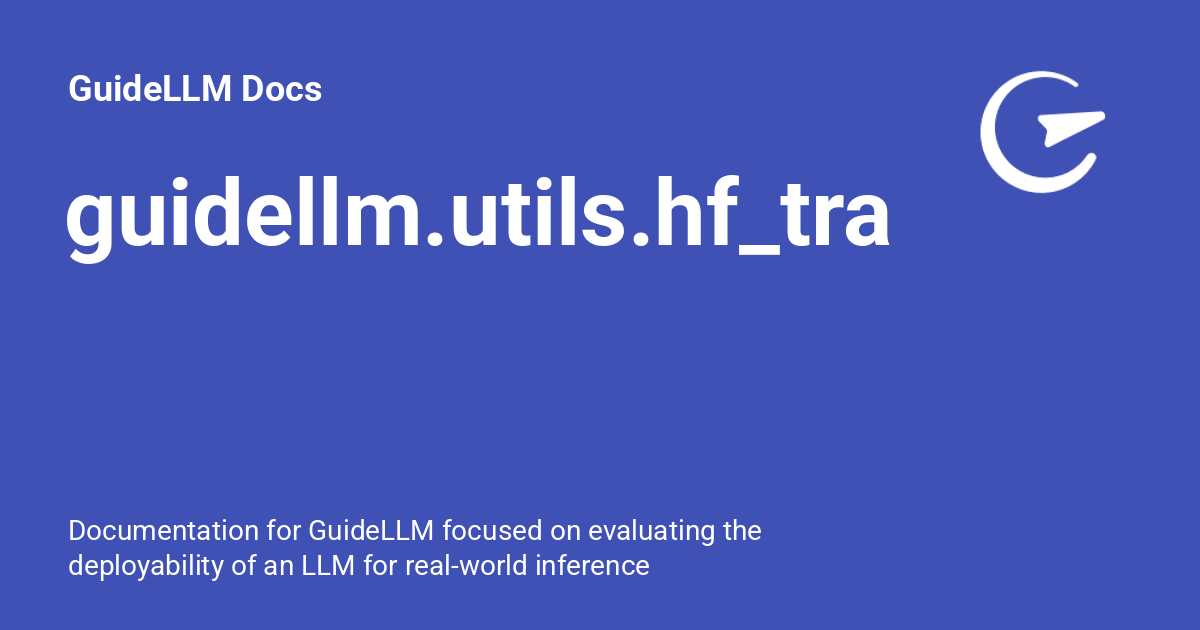 GuideLLM Docs
guidellm.utils.hf_tra
Documentation for GuideLLM focused on evaluating the
deployability of an LLM for real-world inference